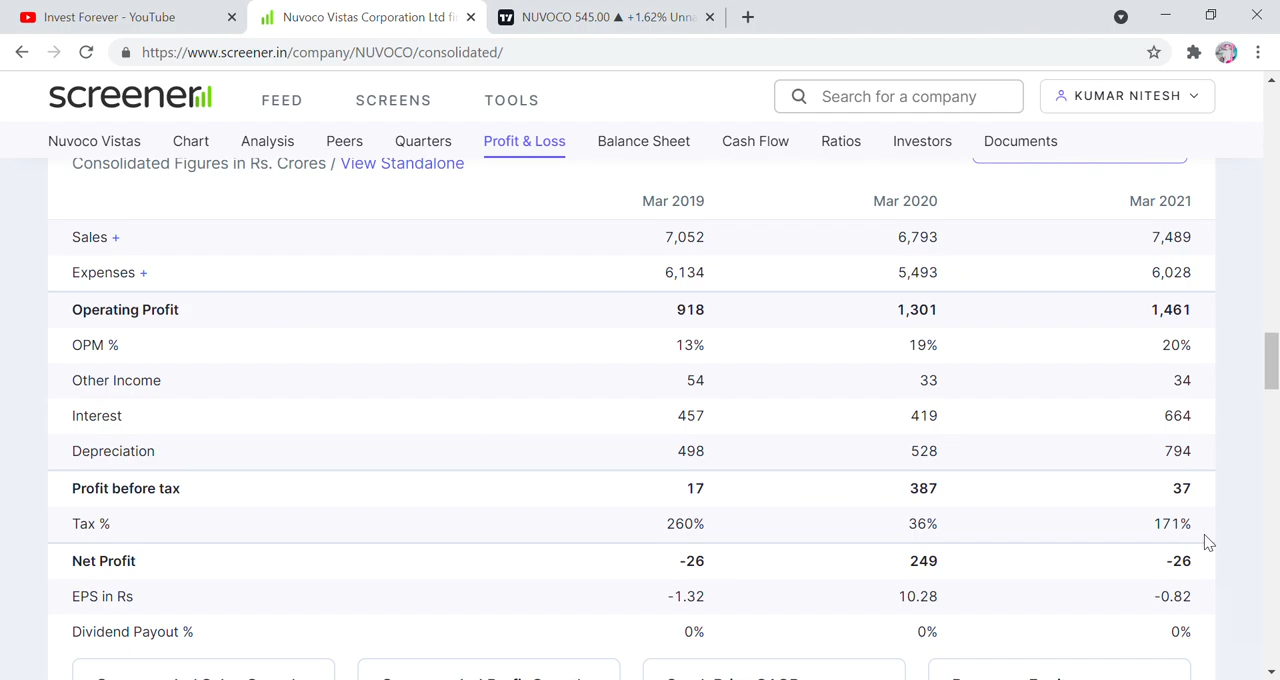 Invest Forever - YouTube
Nuvoco Vistas Corporation Ltd fi
NUVOCO 545.00 ▲ +1.62% Unna
https://www.screener.in/company/NUVOCO/consolidated/
screener
FEED
SCREENS
TOOLS
Search for a company
KUMAR NITESH
Nuvoco Vistas Chart Analysis Peers Quarters Profit & Loss Balance Sheet Cash Flow Ratios Investors Documents
Consolidated Figures in Rs. Crores / View Standalone
Mar 2019 Mar 2020 Mar 2021
Sales + 7,052 6,793 7,489
Expenses + 6,134 5,493 6,028
Operating Profit 918 1,301 1,461
OPM % 13% 19% 20%
Other Income 54 33 34
Interest 457 419 664
Depreciation 498 528 794
Profit before tax 17 387 37
Tax % 260% 36% 171%
Net Profit -26 249 -26
EPS in Rs -1.32 10.28 -0.82
Dividend Payout % 0% 0% 0%